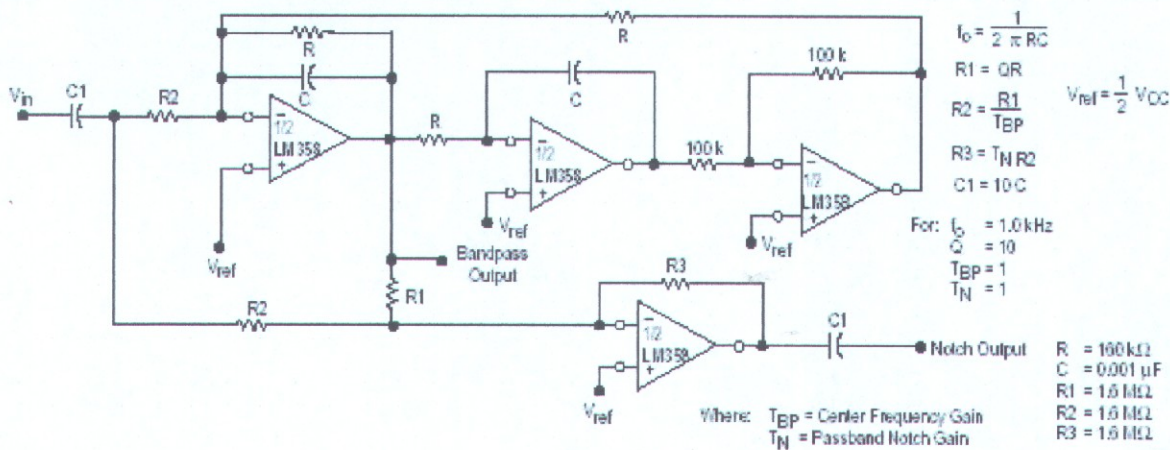 R
R
C
100 k
C
Vin
C1
R2
R
100 k
1/2
LM358
1/2
LM358
1/2
LM358
Vref
Vref
Vref
Bandpass
Output
R1
R2
R3
1/2
LM358
Vref
C1
Notch Output
fo = 1 / 2 π RC
R1 = QR
R2 = R1 / TBP
R3 = TN R2
C1 = 10 C
Vref = 1/2 VCC
For: fo = 1.0 kHz
Q = 10
TBP = 1
TN = 1
R = 160 kΩ
C = 0.001 µF
R1 = 1.6 MΩ
R2 = 1.6 MΩ
R3 = 1.6 MΩ
Where: TBP = Center Frequency Gain
TN = Passband Notch Gain